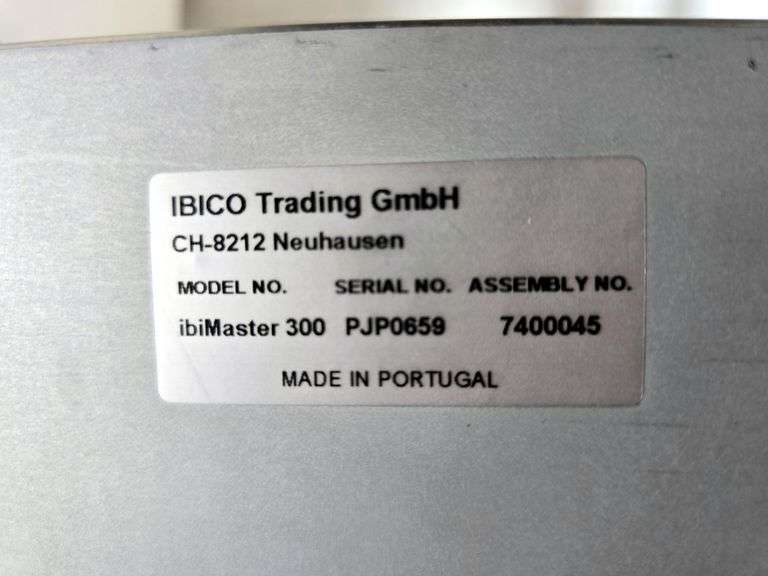 IBICO Trading GmbH
CH-8212 Neuhausen
MODEL NO. SERIAL NO. ASSEMBLY NO.
ibiMaster 300 PJP0659 7400045
MADE IN PORTUGAL